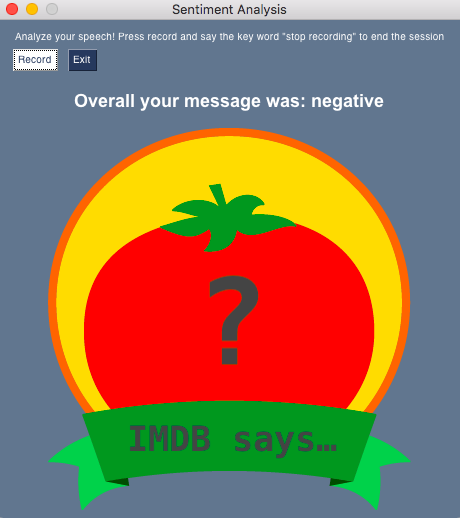 Sentiment Analysis
Analyze your speech! Press record and say the key word "stop recording" to end the session
Record Exit
Overall your message was: negative
?
IMDB says…